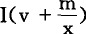 I(v + m/x)